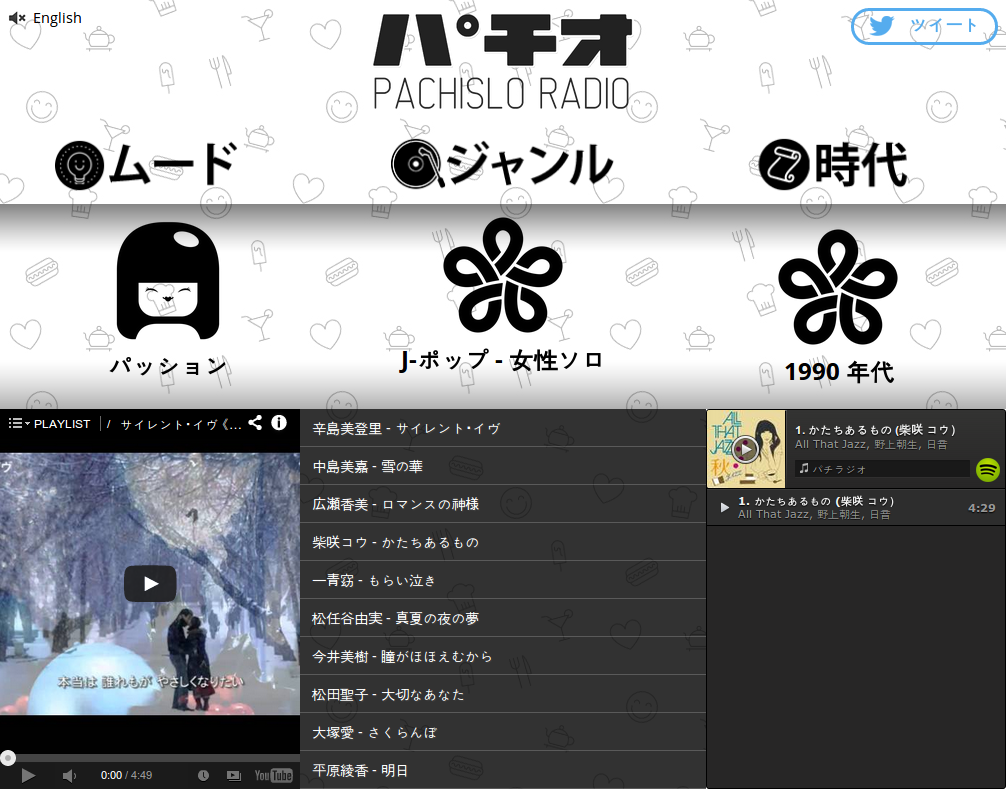 English
パチオ
PACHISLO RADIO
ツイート
ムード
ジャンル
時代
パッション
J-ポップ - 女性ソロ
1990 年代
PLAYLIST / サイレント・イヴ《...
ヴ
本当は 誰れもが やさしくなりたい
0:00 / 4:49
YouTube
辛島美登里 - サイレント・イヴ
中島美嘉 - 雪の華
広瀬香美 - ロマンスの神様
柴咲コウ - かたちあるもの
一青窈 - もらい泣き
松任谷由実 - 真夏の夜の夢
今井美樹 - 瞳がほほえむから
松田聖子 - 大切なあなた
大塚愛 - さくらんぼ
平原綾香 - 明日
ALL
THAT
JAZZ
秋
1. かたちあるもの (柴咲 コウ)
All That Jazz, 野上朝生, 日音
パチラジオ
1. かたちあるもの (柴咲 コウ)
All That Jazz, 野上朝生, 日音
4:29